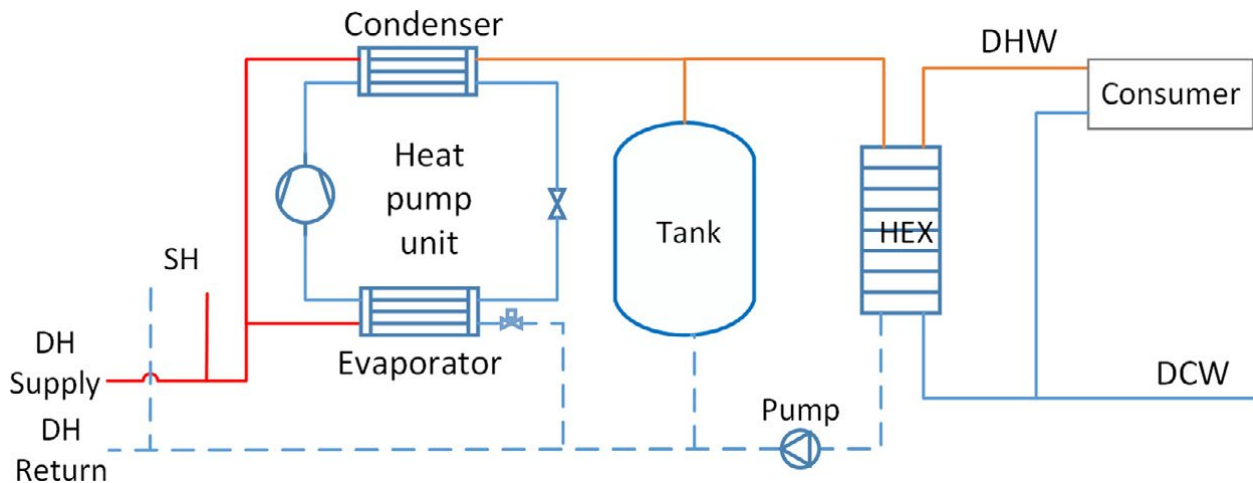 Condenser
DHW
Consumer
Heat
pump
unit
Tank
HEX
SH
DH
Supply
Evaporator
DCW
Pump
DH
Return